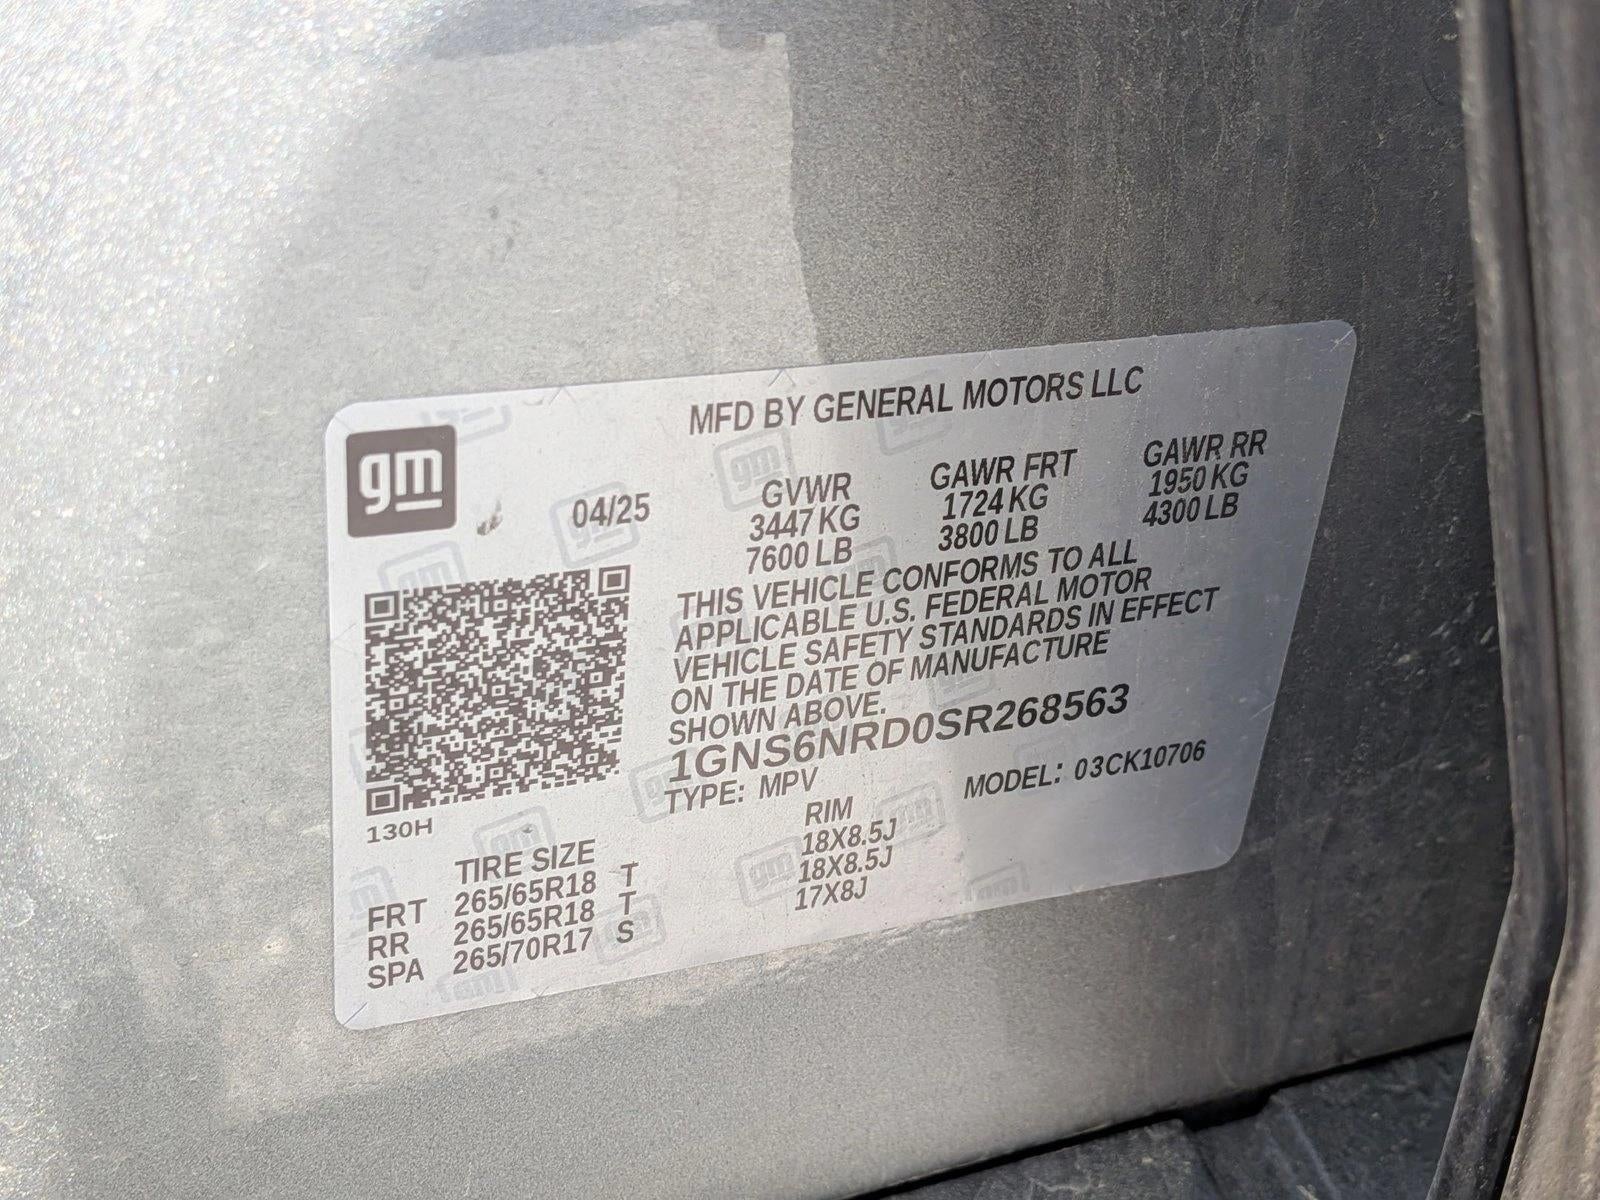 MFD BY GENERAL MOTORS LLC
gm
04/25
GVWR GAWR FRT GAWR RR
3447 KG 1724 KG 1950 KG
7600 LB 3800 LB 4300 LB
THIS VEHICLE CONFORMS TO ALL
APPLICABLE U.S. FEDERAL MOTOR
VEHICLE SAFETY STANDARDS IN EFFECT
ON THE DATE OF MANUFACTURE
SHOWN ABOVE.
1GNS6NRD0SR268563
TYPE: MPV MODEL: 03CK10706
130H
TIRE SIZE RIM
FRT 265/65R18 T 18X8.5J
RR 265/65R18 T 18X8.5J
SPA 265/70R17 S 17X8J